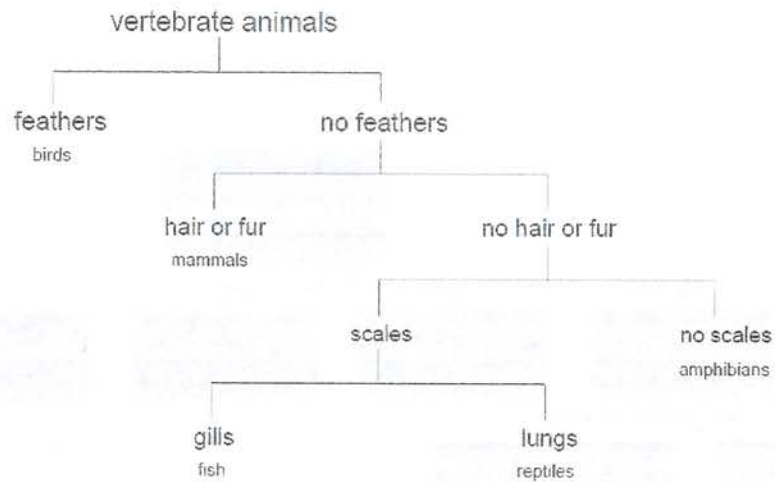 vertebrate animals
feathers
no feathers
birds
hair or fur
no hair or fur
mammals
scales
no scales
amphibians
gills
lungs
fish
reptiles